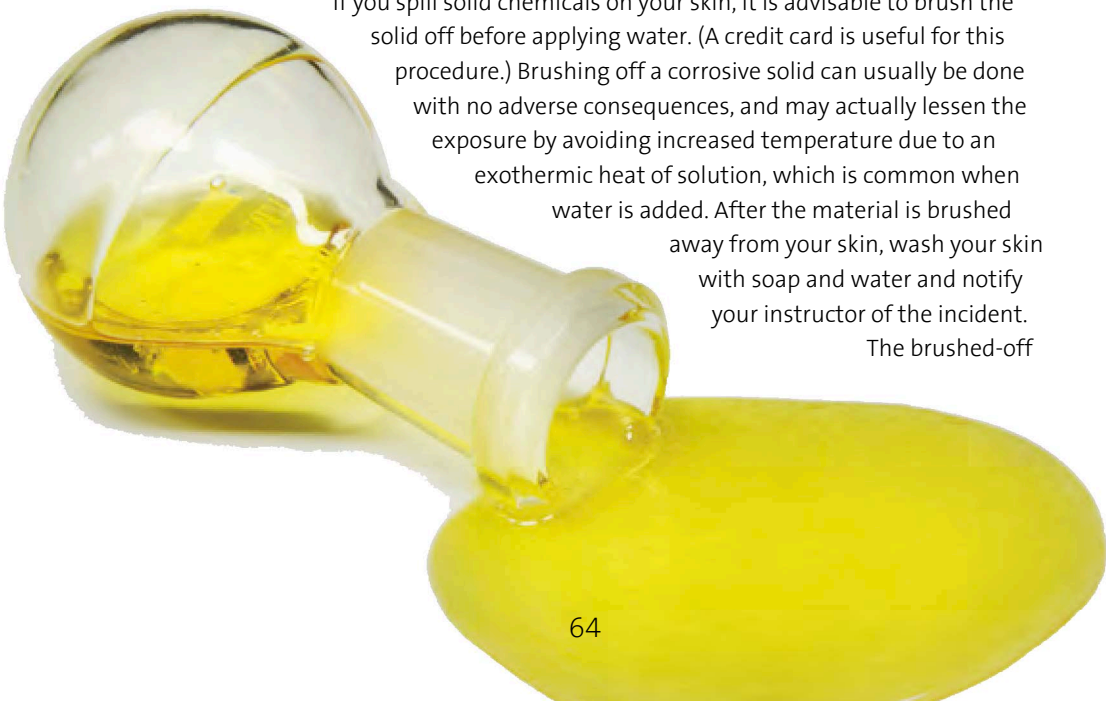 If you spill solid chemicals on your skin, it is advisable to brush the
solid off before applying water. (A credit card is useful for this
procedure.) Brushing off a corrosive solid can usually be done
with no adverse consequences, and may actually lessen the
exposure by avoiding increased temperature due to an
exothermic heat of solution, which is common when
water is added. After the material is brushed
away from your skin, wash your skin
with soap and water and notify
your instructor of the incident.
The brushed-off
64